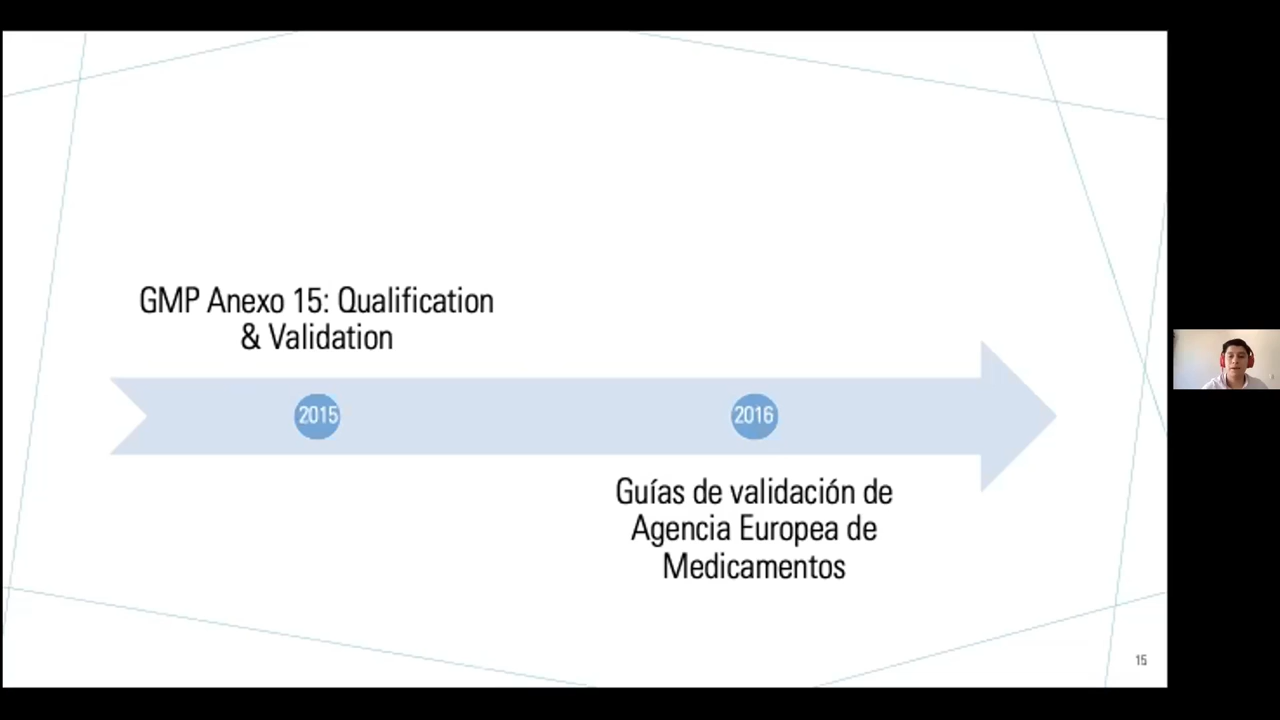 GMP Anexo 15: Qualification
& Validation
2015
2016
Guías de validación de
Agencia Europea de
Medicamentos
15